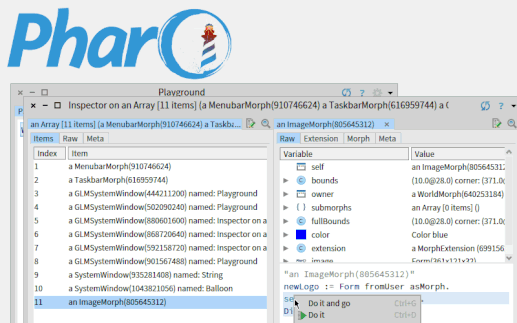 Pharo
Playground
Inspector on an Array [11 items] (a MenubarMorph(910746624) a TaskbarMorph(616959744) a G
an Array [11 items] (a MenubarMorph(910746624) a Taskba...
an ImageMorph(805645312)
Items Raw Meta
Raw Extension Morph Meta
Index Item
Variable Value
1 a MenubarMorph(910746624)
2 a TaskbarMorph(616959744)
3 a GLMSystemWindow(444211200) named: Playground
4 a GLMSystemWindow(502090240) named: Playground
5 a GLMSystemWindow(880601600) named: Inspector on a
6 a GLMSystemWindow(868720640) named: Inspector on a
7 a GLMSystemWindow(592158720) named: Inspector on a
8 a GLMSystemWindow(901567488) named: Playground
9 a SystemWindow(935281408) named: String
10 a SystemWindow(1043821056) named: Balloon
11 an ImageMorph(805645312)
self an ImageMorph(805645312
bounds (10.0@28.0) corner: (371.0
owner a WorldMorph(640253184)
submorphs an Array [0 items] ()
fullBounds (10.0@28.0) corner: (371.0
color Color blue
extension a MorphExtension (699156
image Form(361x121x32)
"an ImageMorph(805645312)"
newLogo := Form fromUser asMorph.
se
Di
Do it and go Ctrl+G
Do it Ctrl+D